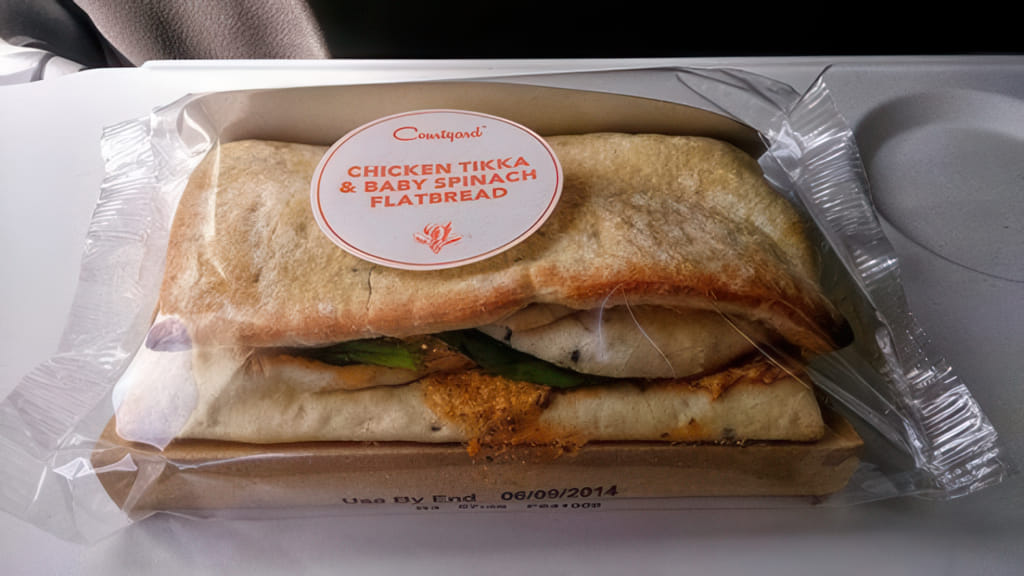 Courtyard
CHICKEN TIKKA
& BABY SPINACH
FLATBREAD
Use By End 06/09/2014